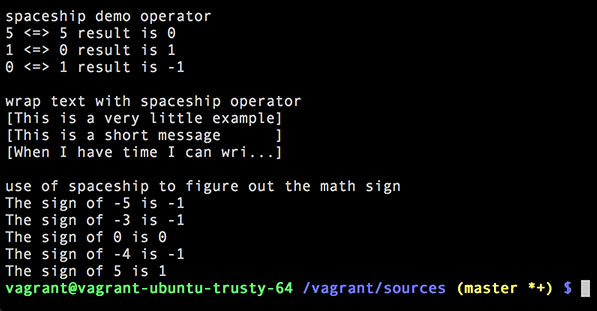 spaceship demo operator
5 <=> 5 result is 0
1 <=> 0 result is 1
0 <=> 1 result is -1
wrap text with spaceship operator
[This is a very little example]
[This is a short message      ]
[When I have time I can wri...]
use of spaceship to figure out the math sign
The sign of -5 is -1
The sign of -3 is -1
The sign of 0 is 0
The sign of -4 is -1
The sign of 5 is 1
vagrant@vagrant-ubuntu-trusty-64 /vagrant/sources (master *+) $